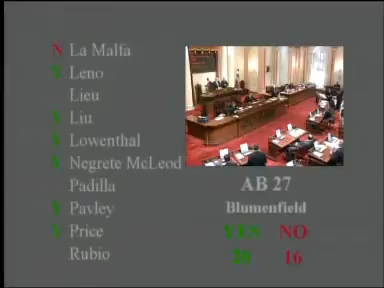 N La Malfa
Y Leno
Lieu
Y Liu
Y Lowenthal
Y Negrete McLeod
Padilla
Y Pavley
Y Price
Rubio
AB 27
Blumenfield
YES NO
20 16